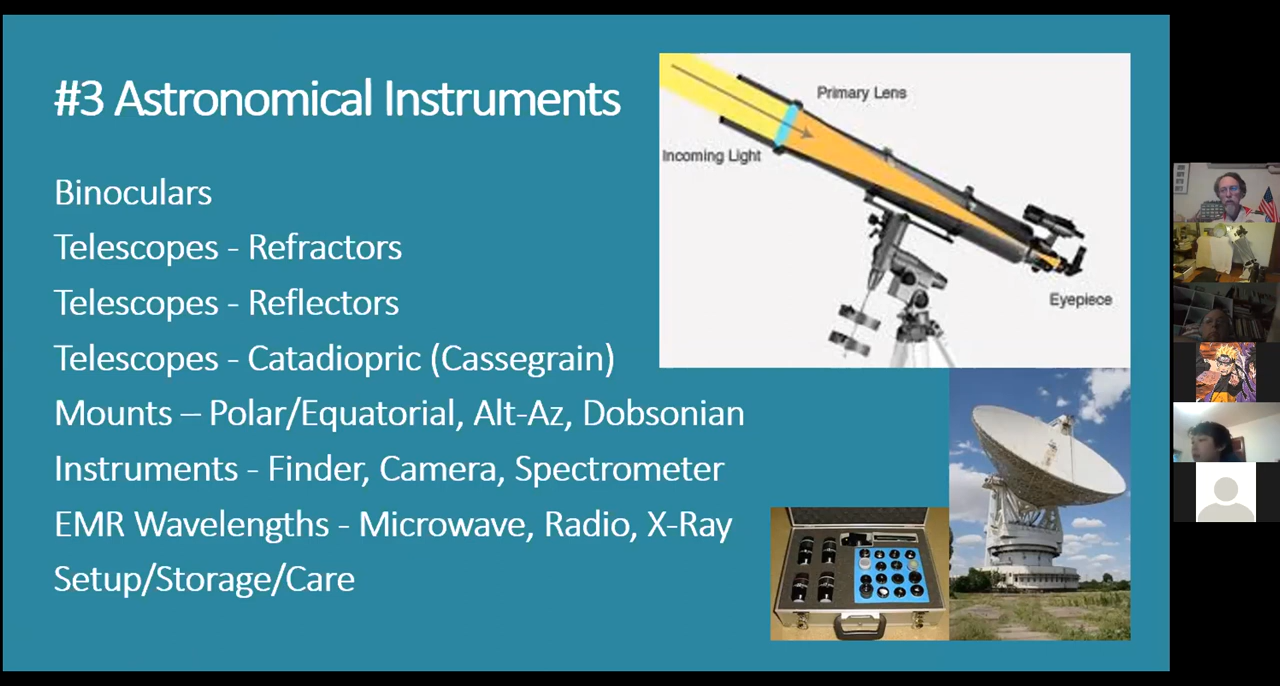 #3 Astronomical Instruments
Binoculars
Telescopes - Refractors
Telescopes - Reflectors
Telescopes - Catadiopric (Cassegrain)
Mounts – Polar/Equatorial, Alt-Az, Dobsonian
Instruments - Finder, Camera, Spectrometer
EMR Wavelengths - Microwave, Radio, X-Ray
Setup/Storage/Care
Primary Lens
Incoming Light
Eyepiece